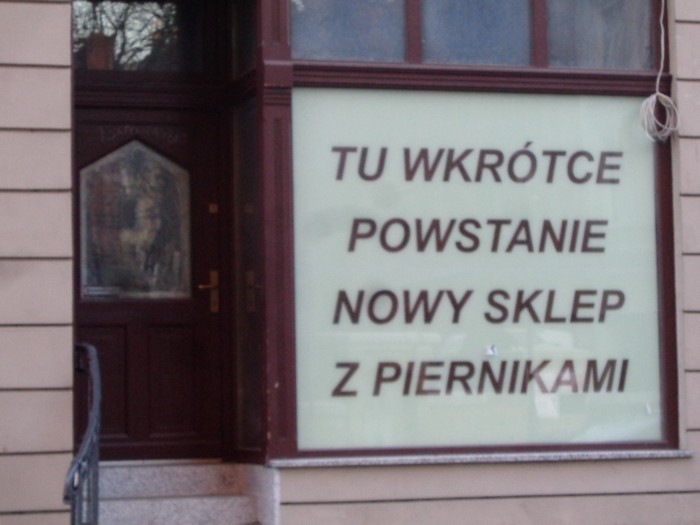 TU WKRÓTCE
POWSTANIE
NOWY SKLEP
Z PIERNIKAMI